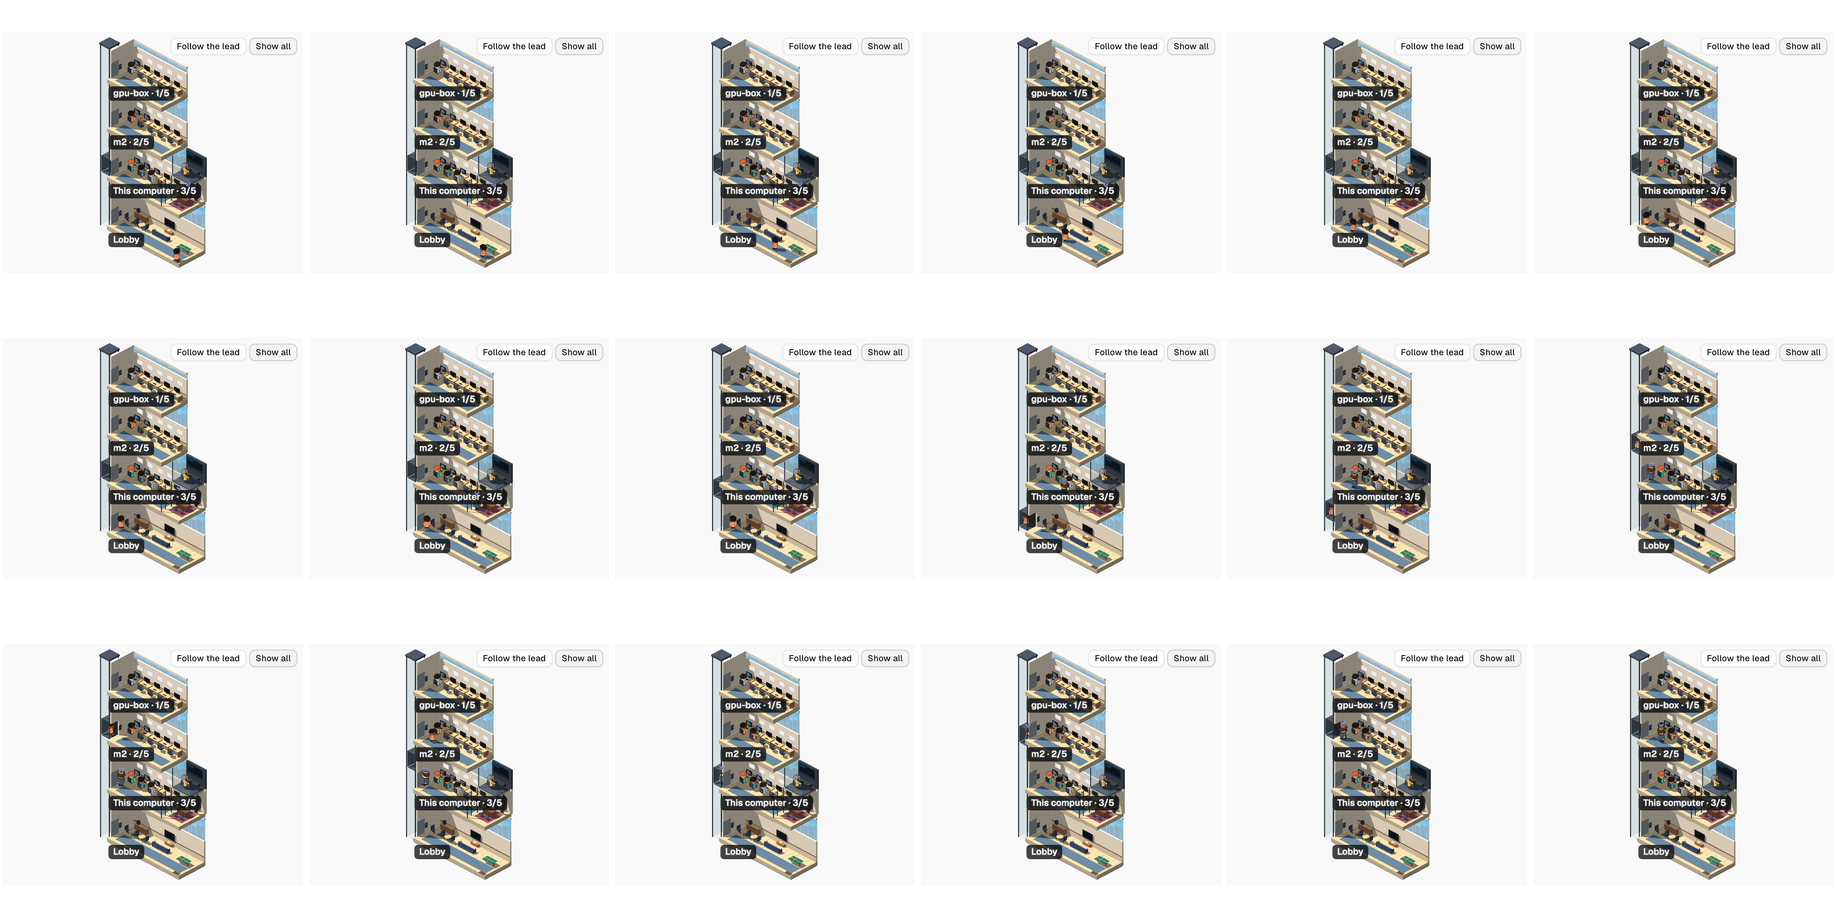 Follow the lead Show all Follow the lead Show all Follow the lead Show all Follow the lead Show all Follow the lead Show all Follow the lead Show all
gpu-box · 1/5 gpu-box · 1/5 gpu-box · 1/5 gpu-box · 1/5 gpu-box · 1/5 gpu-box · 1/5
m2 · 2/5 m2 · 2/5 m2 · 2/5 m2 · 2/5 m2 · 2/5 m2 · 2/5
This computer · 3/5 This computer · 3/5 This computer · 3/5 This computer · 3/5 This computer · 3/5 This computer · 3/5
Lobby Lobby Lobby Lobby Lobby Lobby
Follow the lead Show all Follow the lead Show all Follow the lead Show all Follow the lead Show all Follow the lead Show all Follow the lead Show all
gpu-box · 1/5 gpu-box · 1/5 gpu-box · 1/5 gpu-box · 1/5 gpu-box · 1/5 gpu-box · 1/5
m2 · 2/5 m2 · 2/5 m2 · 2/5 m2 · 2/5 m2 · 2/5 m2 · 2/5
This computer · 3/5 This computer · 3/5 This computer · 3/5 This computer · 3/5 This computer · 3/5 This computer · 3/5
Lobby Lobby Lobby Lobby Lobby Lobby
Follow the lead Show all Follow the lead Show all Follow the lead Show all Follow the lead Show all Follow the lead Show all Follow the lead Show all
gpu-box · 1/5 gpu-box · 1/5 gpu-box · 1/5 gpu-box · 1/5 gpu-box · 1/5 gpu-box · 1/5
m2 · 2/5 m2 · 2/5 m2 · 2/5 m2 · 2/5 m2 · 2/5 m2 · 2/5
This computer · 3/5 This computer · 3/5 This computer · 3/5 This computer · 3/5 This computer · 3/5 This computer · 3/5
Lobby Lobby Lobby Lobby Lobby Lobby